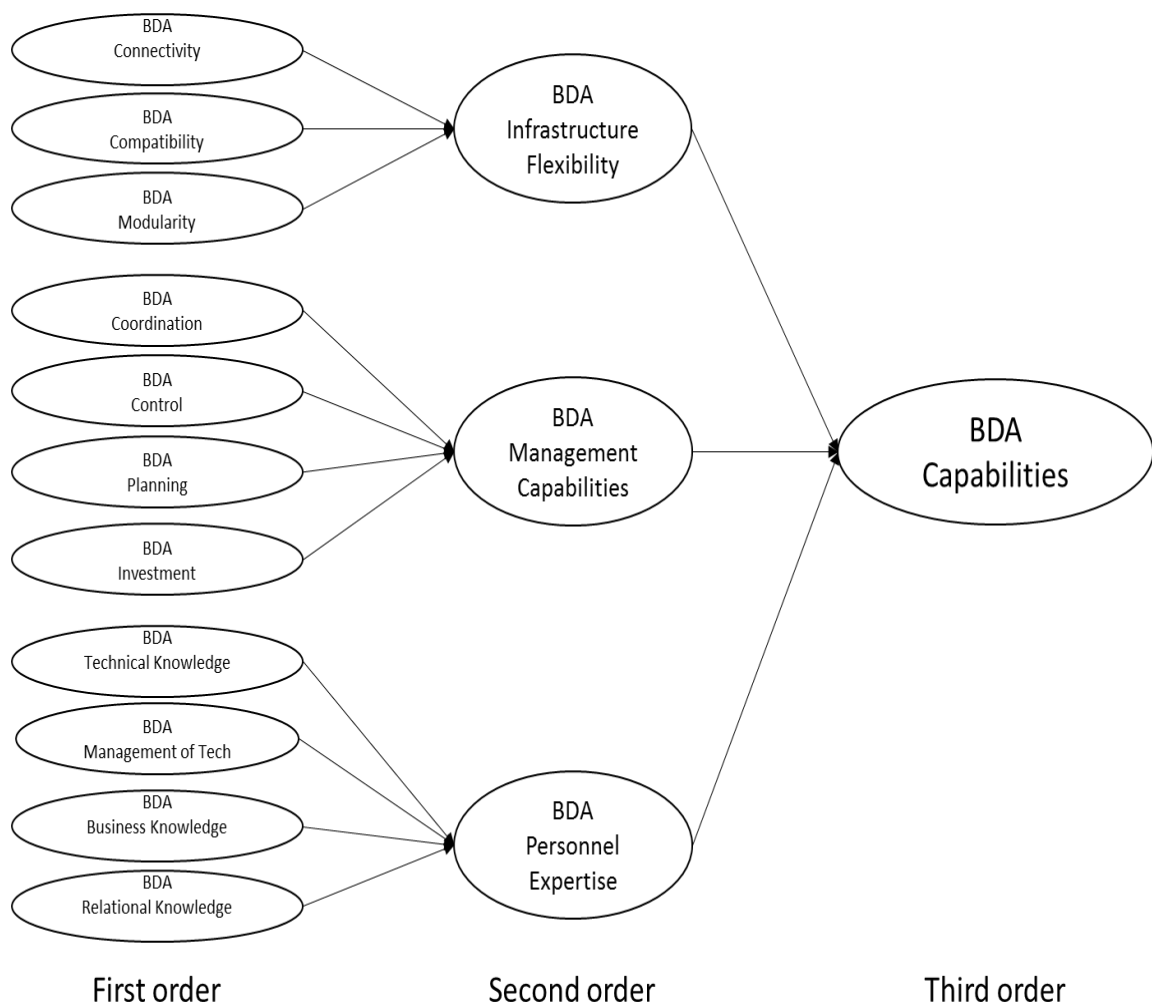 BDA
Connectivity
BDA
Compatibility
BDA
Modularity
BDA
Infrastructure
Flexibility
BDA
Coordination
BDA
Control
BDA
Planning
BDA
Investment
BDA
Management
Capabilities
BDA
Capabilities
BDA
Technical Knowledge
BDA
Management of Tech
BDA
Business Knowledge
BDA
Relational Knowledge
BDA
Personnel
Expertise
First order
Second order
Third order